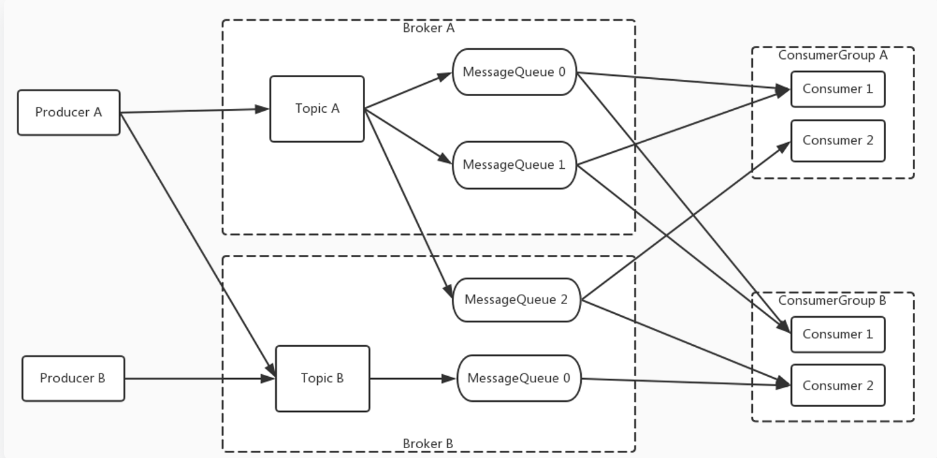 Broker A
ConsumerGroup A
MessageQueue 0
Consumer 1
Producer A
Topic A
Consumer 2
MessageQueue 1
MessageQueue 2
ConsumerGroup B
Consumer 1
Producer B
Topic B
MessageQueue 0
Consumer 2
Broker B